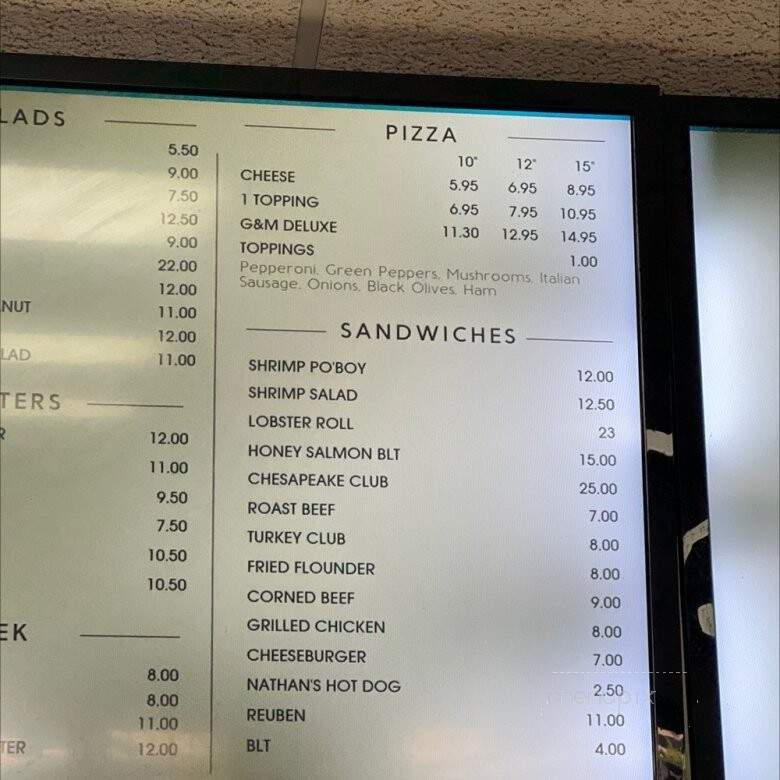 LADS
5.50
9.00
7.50
12.50
9.00
22.00
12.00
NUT 11.00
12.00
LAD 11.00
TERS
R 12.00
11.00
9.50
7.50
10.50
10.50
EK
8.00
8.00
11.00
TER 12.00
PIZZA
10" 12" 15"
CHEESE 5.95 6.95 8.95
1 TOPPING 6.95 7.95 10.95
G&M DELUXE 11.30 12.95 14.95
TOPPINGS 1.00
Pepperoni, Green Peppers, Mushrooms, Italian
Sausage, Onions, Black Olives, Ham
SANDWICHES
SHRIMP PO'BOY 12.00
SHRIMP SALAD 12.50
LOBSTER ROLL 23
HONEY SALMON BLT 15.00
CHESAPEAKE CLUB 25.00
ROAST BEEF 7.00
TURKEY CLUB 8.00
FRIED FLOUNDER 8.00
CORNED BEEF 9.00
GRILLED CHICKEN 8.00
CHEESEBURGER 7.00
NATHAN'S HOT DOG 2.50
REUBEN 11.00
BLT 4.00